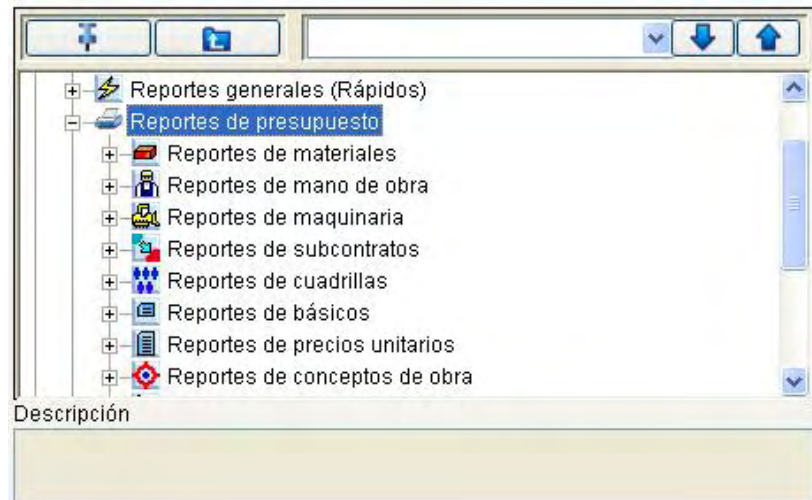 Reportes generales (Rápidos)
Reportes de presupuesto
Reportes de materiales
Reportes de mano de obra
Reportes de maquinaria
Reportes de subcontratos
Reportes de cuadrillas
Reportes de básicos
Reportes de precios unitarios
Reportes de conceptos de obra
Descripción